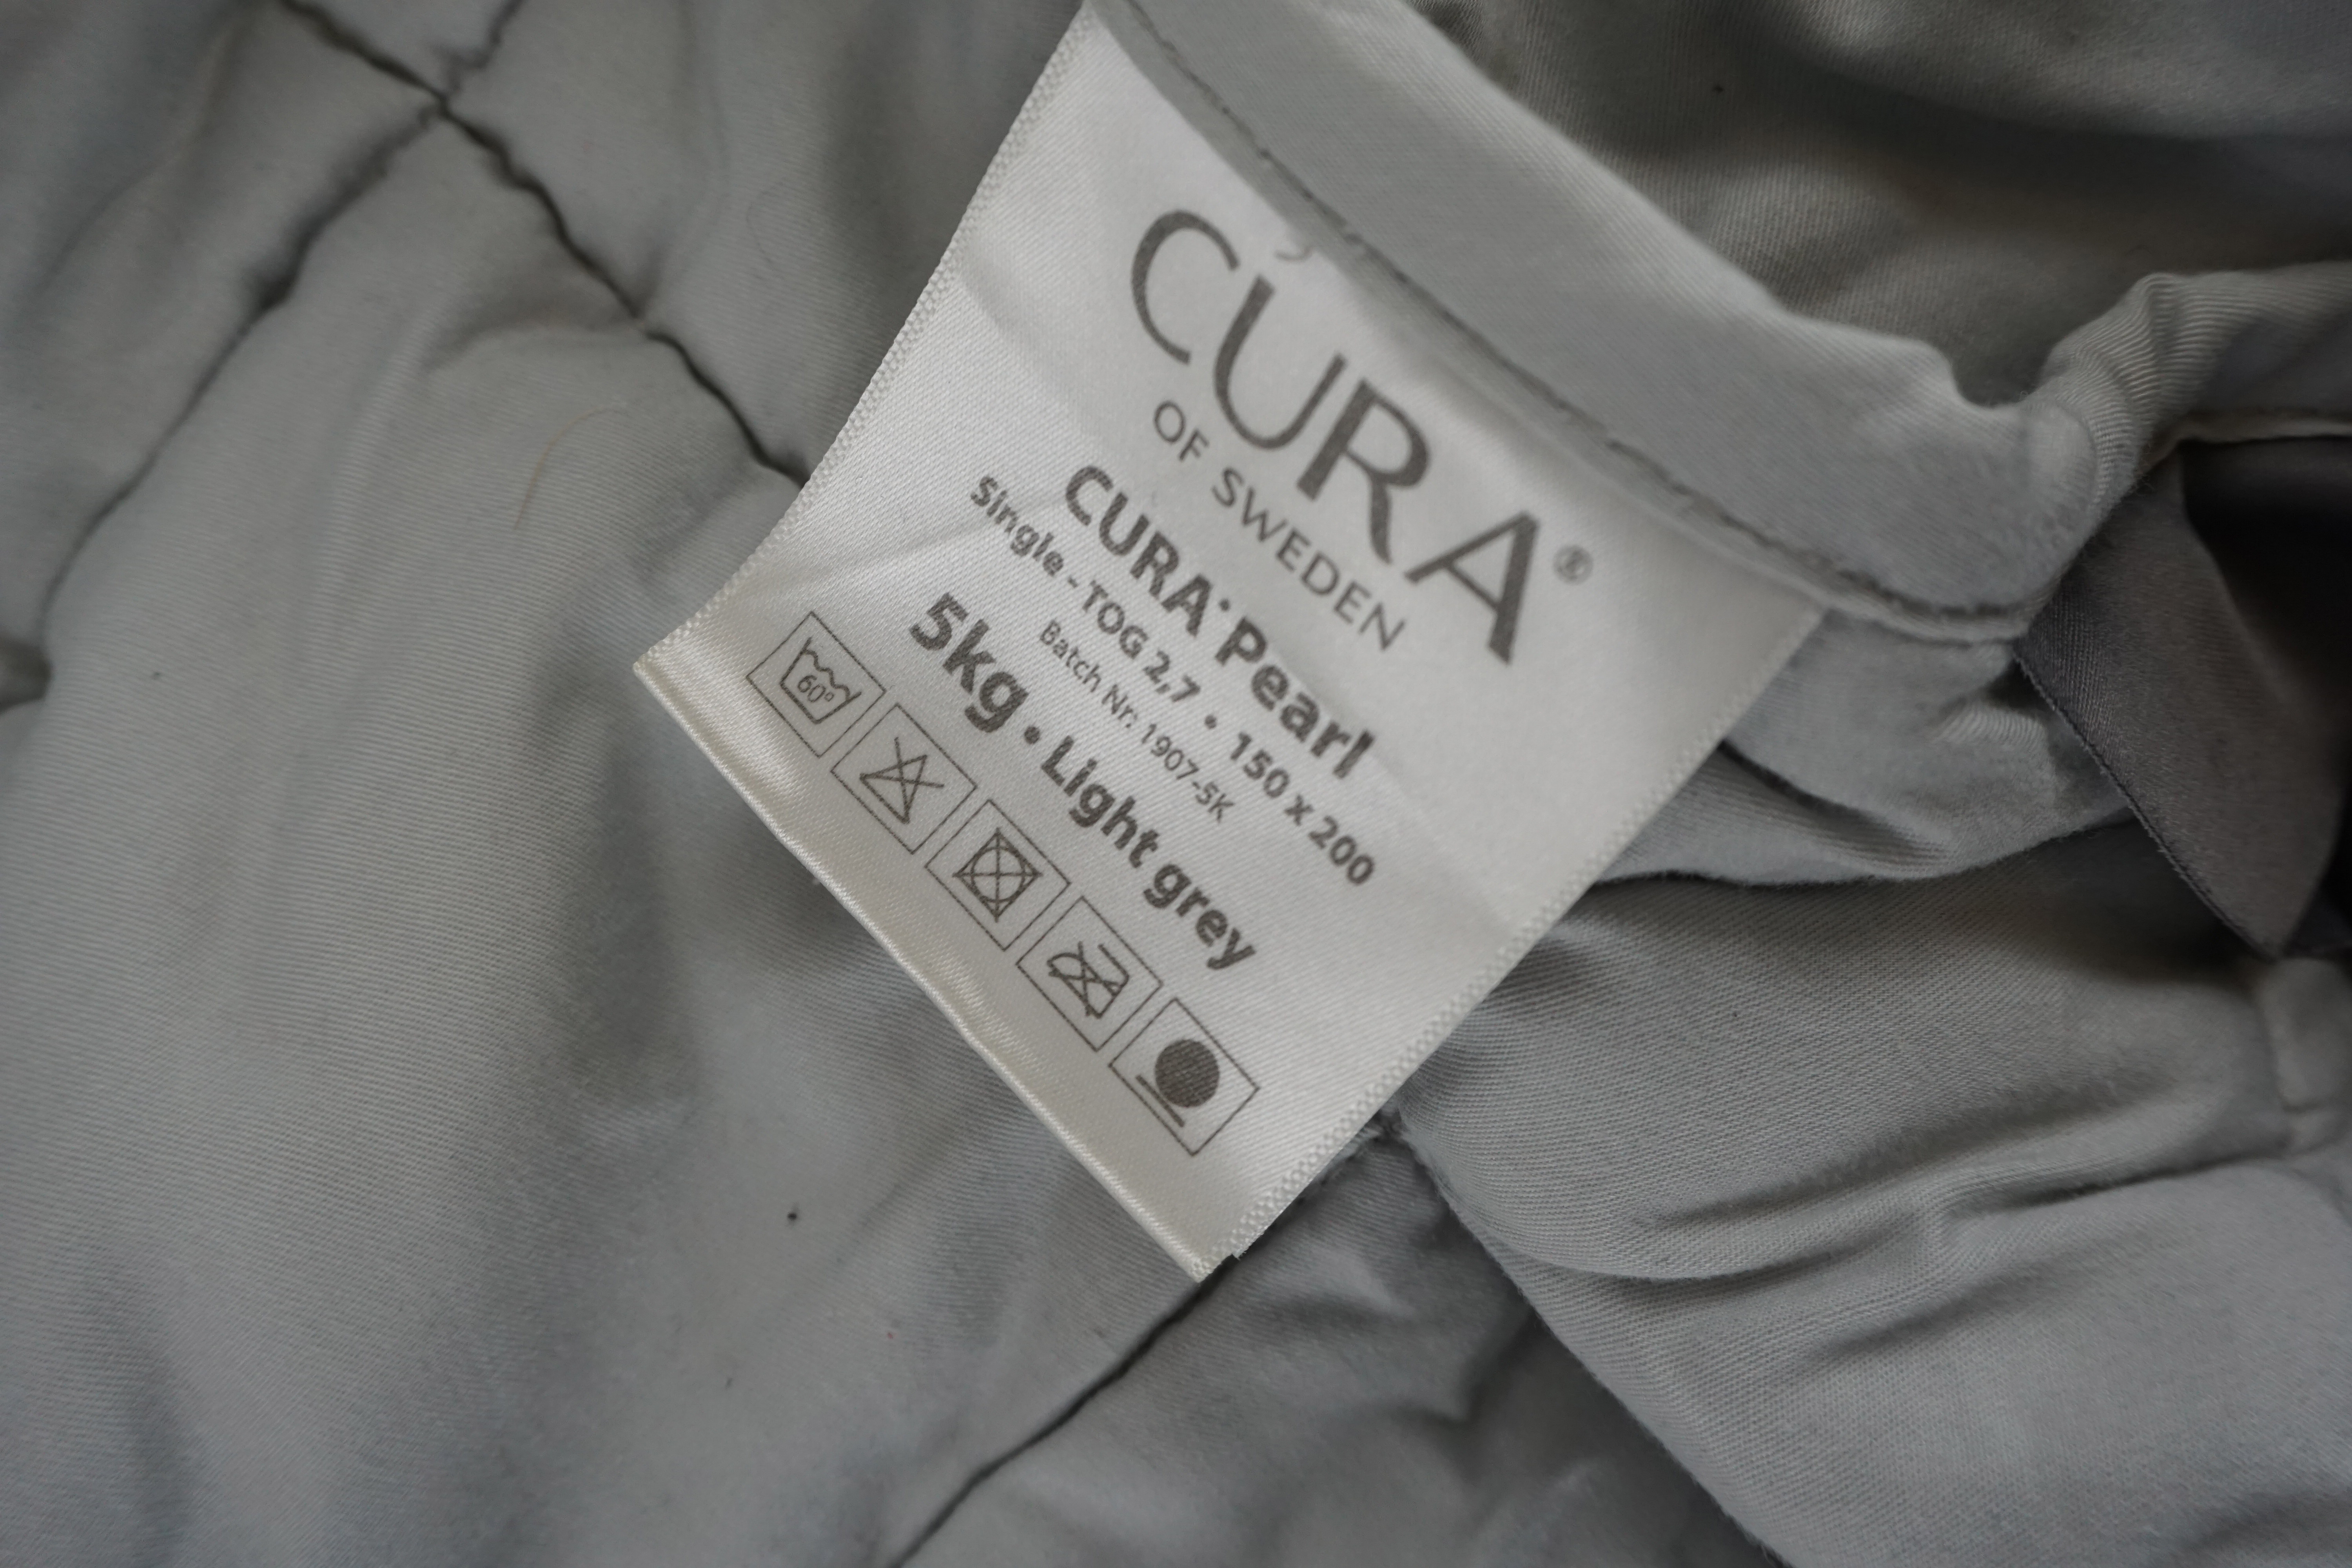 CURA®
OF SWEDEN
CURA® Pearl
Single - TOG 2,7 • 150 x 200
Batch Nr: 1907-5K
5kg • Light grey
60°